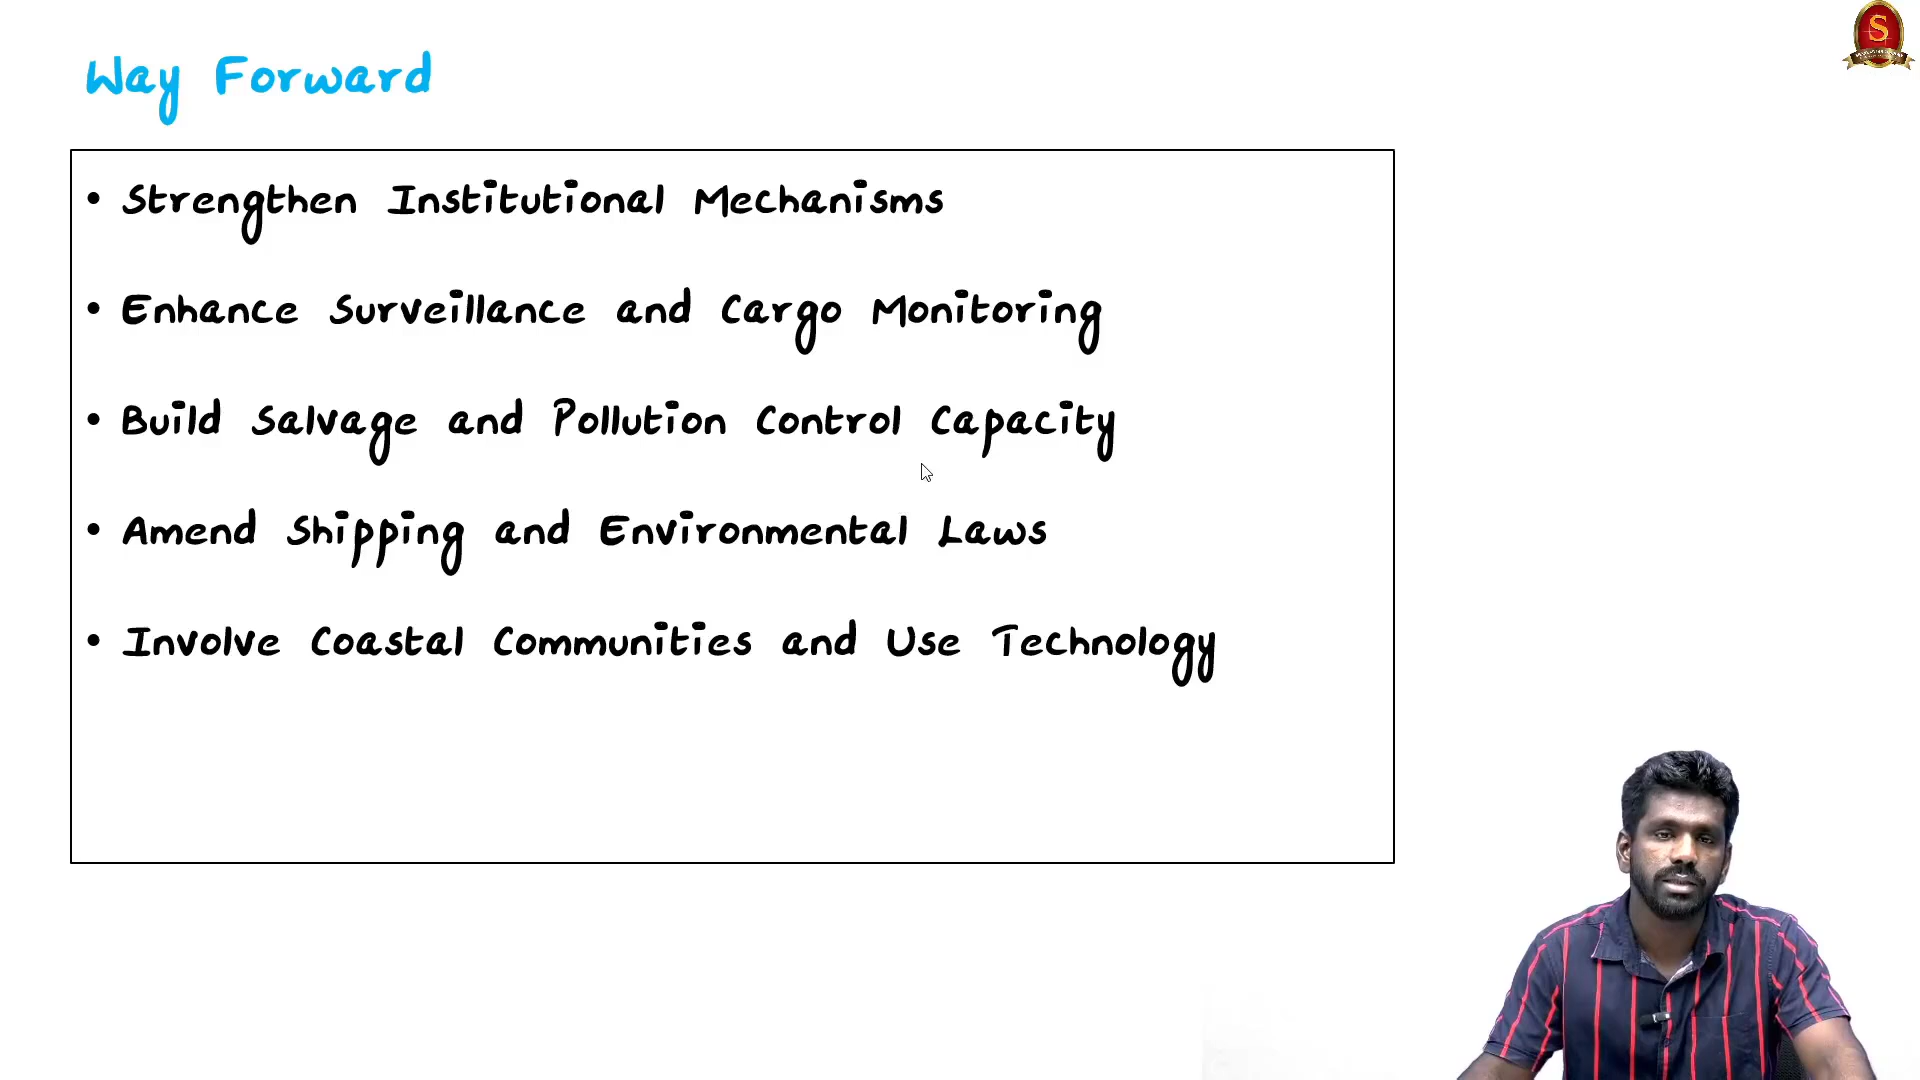 Way Forward
• Strengthen Institutional Mechanisms
• Enhance Surveillance and Cargo Monitoring
• Build Salvage and Pollution Control Capacity
• Amend Shipping and Environmental Laws
• Involve Coastal Communities and Use Technology
S